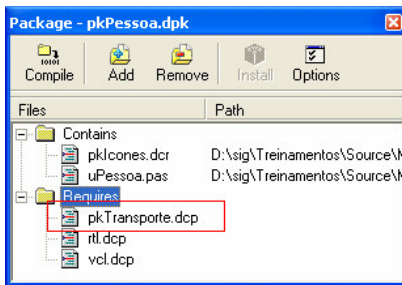 Package - pkPessoa.dpk
Compile Add Remove Install Options
Files Path
Contains
pkIcones.dcr D:\sig\Treinamentos\Source\M
uPessoa.pas D:\sig\Treinamentos\Source\M
Requires
pkTransporte.dcp
rtl.dcp
vcl.dcp